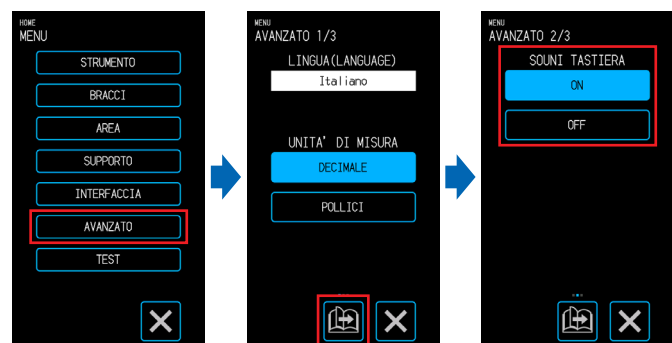 HOME
MENU
STRUMENTO
BRACCI
AREA
SUPPORTO
INTERFACCIA
AVANZATO
TEST
MENU
AVANZATO 1/3
LINGUA(LANGUAGE)
Italiano
UNITA' DI MISURA
DECIMALE
POLLICI
MENU
AVANZATO 2/3
SOUNI TASTIERA
ON
OFF